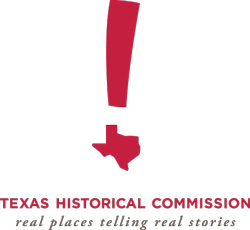 TEXAS HISTORICAL COMMISSION
real places telling real stories